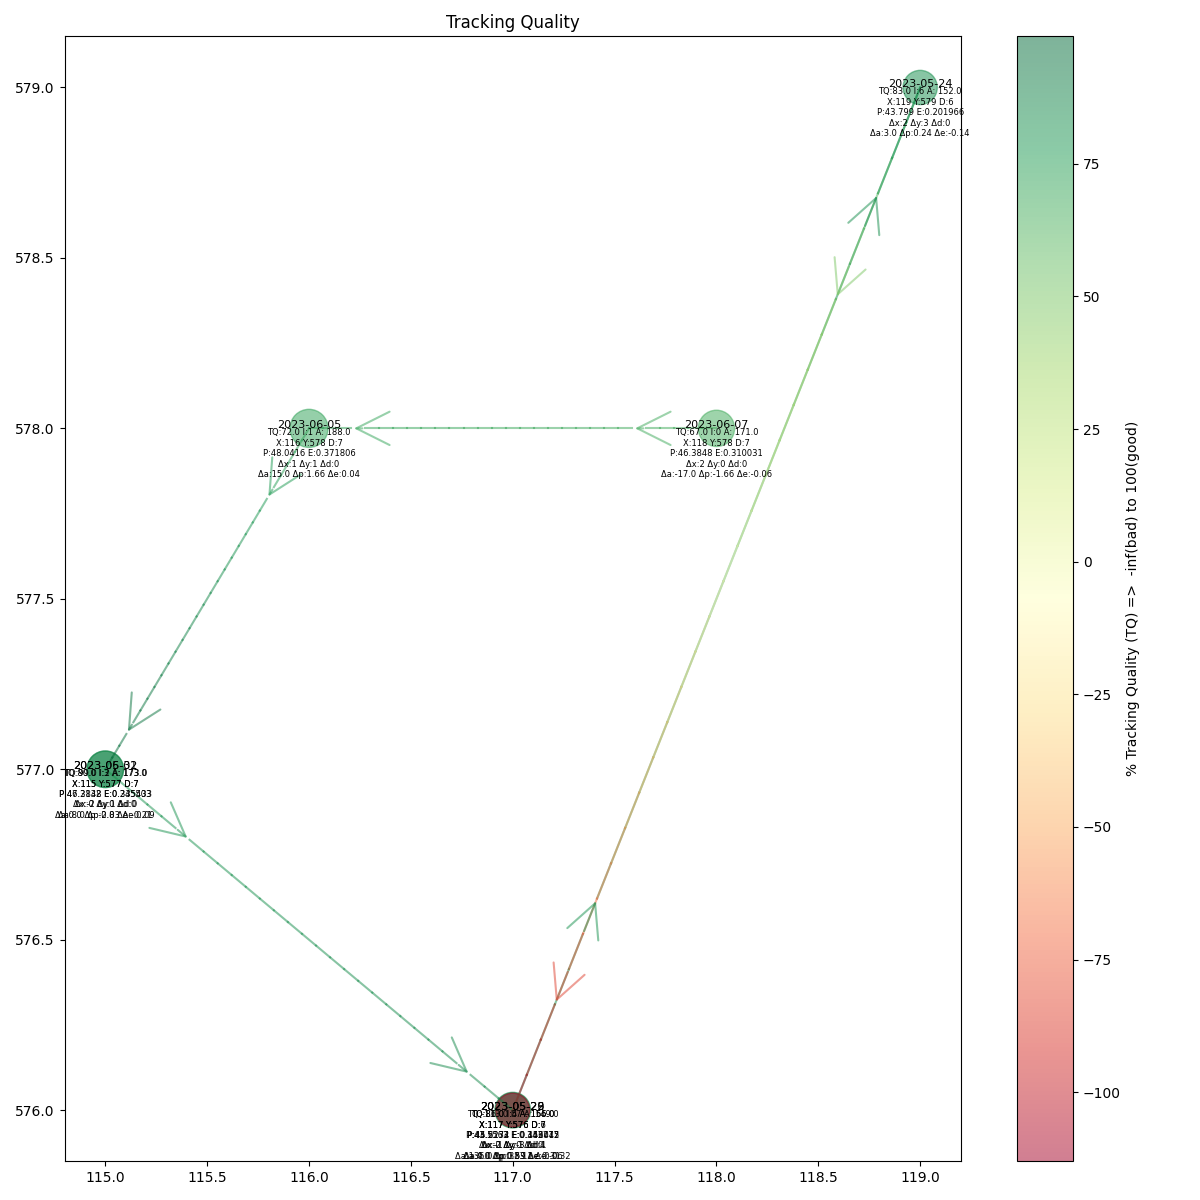 Tracking Quality
579.0
578.5
578.0
577.5
577.0
576.5
576.0
2023-05-24
TQ:83.0 I:6 A: 152.0
X:119 Y:579 D:6
P:43.799 E:0.201966
Δx:2 Δy:3 Δd:0
Δa:3.0 Δp:0.24 Δe:-0.14
2023-06-05
TQ:72.0 I:1 A: 188.0
X:116 Y:578 D:7
P:48.0416 E:0.371806
Δx:1 Δy:1 Δd:0
Δa:15.0 Δp:1.66 Δe:0.04
2023-06-07
TQ:67.0 I:0 A: 171.0
X:118 Y:578 D:7
P:46.3848 E:0.310031
Δx:2 Δy:0 Δd:0
Δa:-17.0 Δp:-1.66 Δe:-0.06
X:115 Y:577 D:7
X:117 Y:576
115.0
115.5
116.0
116.5
117.0
117.5
118.0
118.5
119.0
75
50
25
0
−25
−50
−75
−100
% Tracking Quality (TQ) =>  -inf(bad) to 100(good)